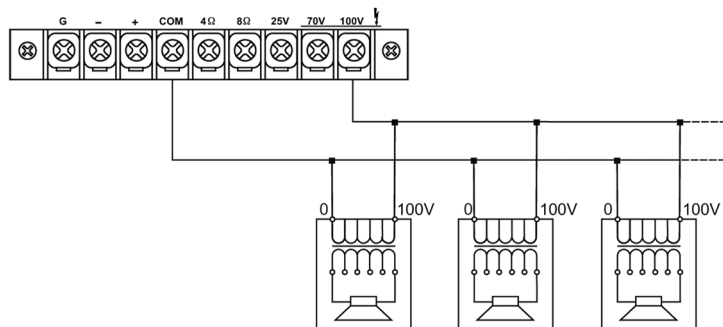 G – + COM 4Ω 8Ω 25V 70V 100V
0 100V 0 100V 0 100V